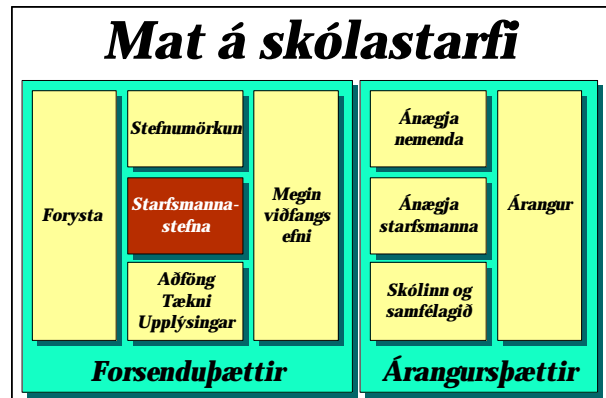 Mat á skólastarfi
Forysta
Stefnumörkun
Starfsmanna-
stefna
Aðföng
Tækni
Upplýsingar
Megin
viðfangs
efni
Forsenduþættir
Ánægja
nemenda
Ánægja
starfsmanna
Skólinn og
samfélagið
Árangur
Árangursþættir